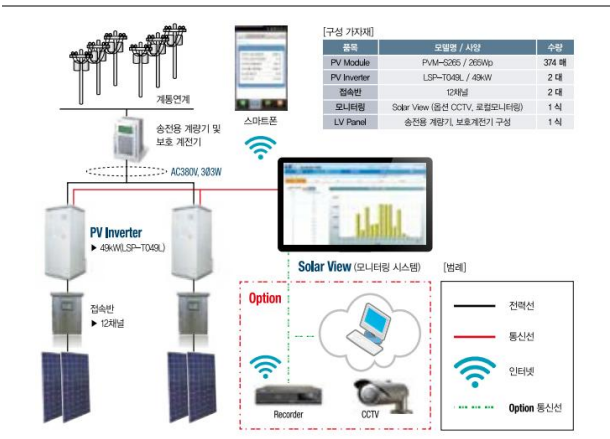 [구성 기자재]
품목 모델명 / 사양 수량
PV Module PVM-S265 / 265Wp 374 매
PV Inverter LSP-T049L / 49kW 2 대
접속반 12채널 2 대
모니터링 Solar View (옵션 CCTV, 로컬모니터링) 1 식
LV Panel 송전용 계량기, 보호계전기 구성 1 식
계통연계
스마트폰
송전용 계량기 및
보호 계전기
AC380V, 3Ø3W
PV Inverter
▶ 49kW(LSP-T049L)
Solar View (모니터링 시스템)
접속반
▶ 12채널
Option
Recorder
CCTV
[범례]
전력선
통신선
인터넷
Option 통신선